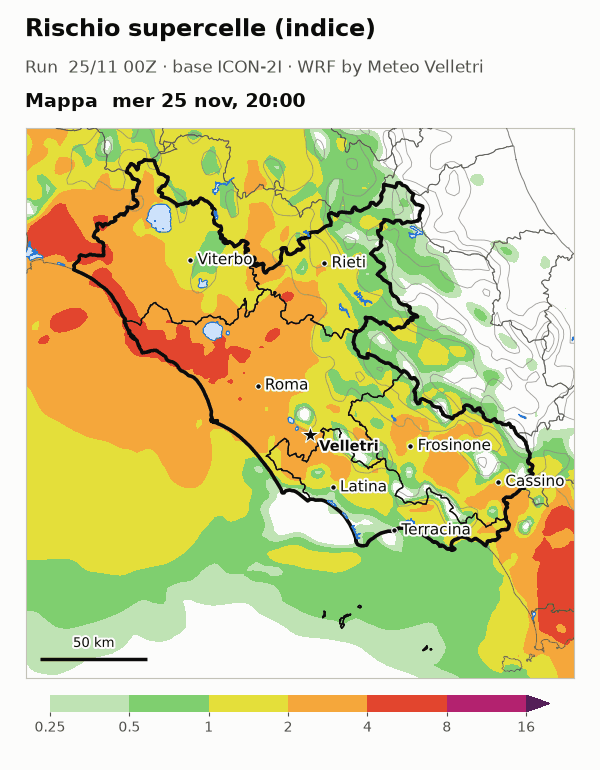 Rischio supercelle (indice)
Run  25/11 00Z · base ICON-2I · WRF by Meteo Velletri
Mappa  mer 25 nov, 20:00
Viterbo
Rieti
Roma
Velletri
Frosinone
Latina
Cassino
Terracina
50 km
0.25 0.5 1 2 4 8 16